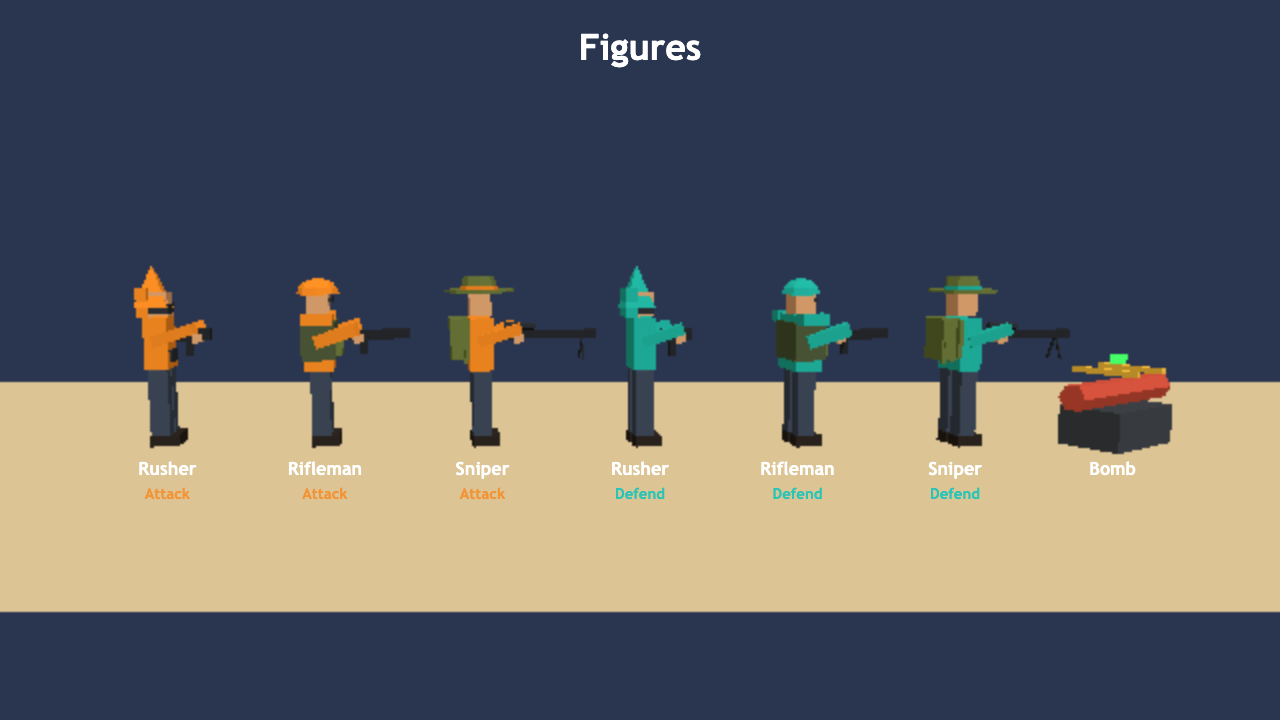 Figures
Rusher Rifleman Sniper Rusher Rifleman Sniper Bomb
Attack Attack Attack Defend Defend Defend